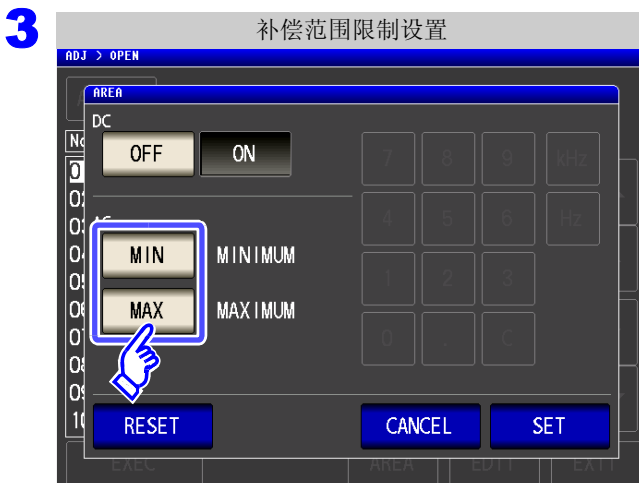 3
补偿范围限制设置
ADJ > OPEN
AREA
DC
OFF ON
7 8 9 kHz
4 5 6 Hz
AC
MIN MINIMUM
1 2 3
MAX MAXIMUM
0 . C
RESET CANCEL SET
EXEC AREA EDIT EXIT